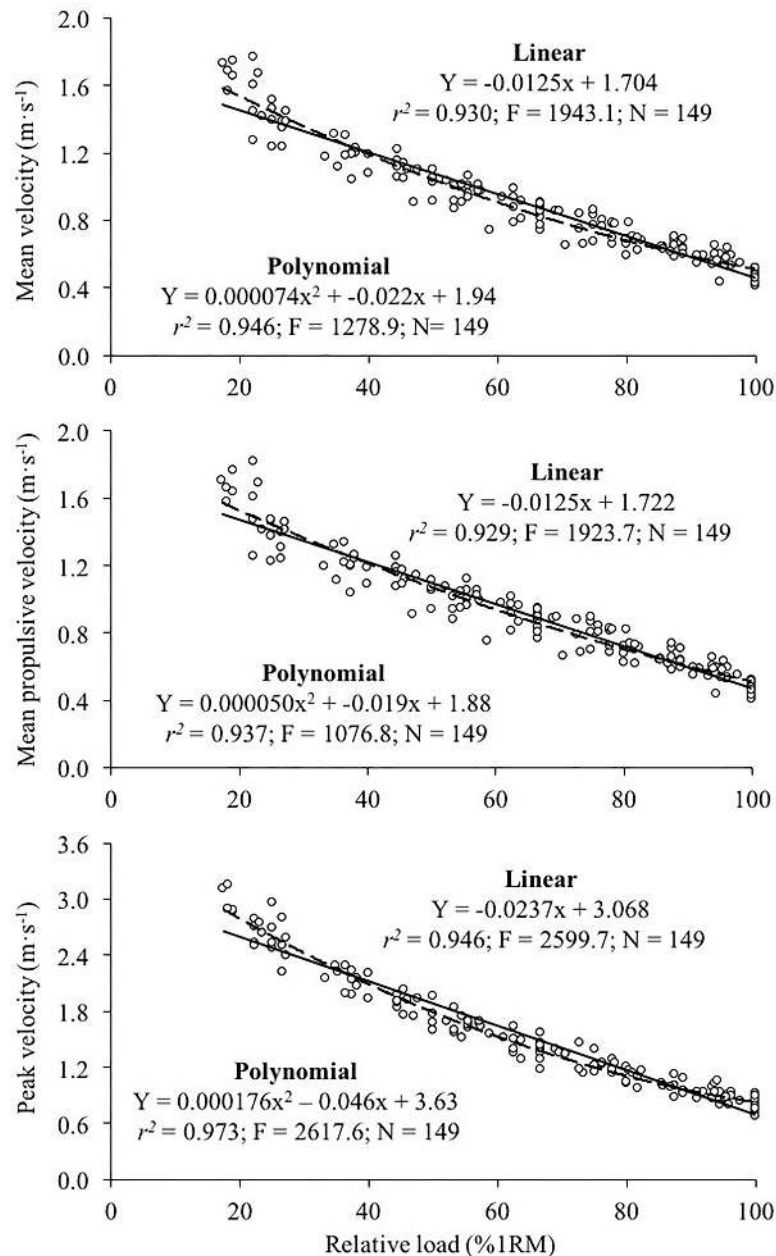 Mean velocity (m·s-1)
2.0
1.6
1.2
0.8
0.4
0.0
Linear
Y = -0.0125x + 1.704
r2 = 0.930; F = 1943.1; N = 149
Polynomial
Y = 0.000074x2 + -0.022x + 1.94
r2 = 0.946; F = 1278.9; N= 149
0 20 40 60 80 100
Mean propulsive velocity (m·s-1)
2.0
1.6
1.2
0.8
0.4
0.0
Linear
Y = -0.0125x + 1.722
r2 = 0.929; F = 1923.7; N = 149
Polynomial
Y = 0.000050x2 + -0.019x + 1.88
r2 = 0.937; F = 1076.8; N = 149
0 20 40 60 80 100
Peak velocity (m·s-1)
3.6
3.0
2.4
1.8
1.2
0.6
0.0
Linear
Y = -0.0237x + 3.068
r2 = 0.946; F = 2599.7; N = 149
Polynomial
Y = 0.000176x2 – 0.046x + 3.63
r2 = 0.973; F = 2617.6; N = 149
0 20 40 60 80 100
Relative load (%1RM)